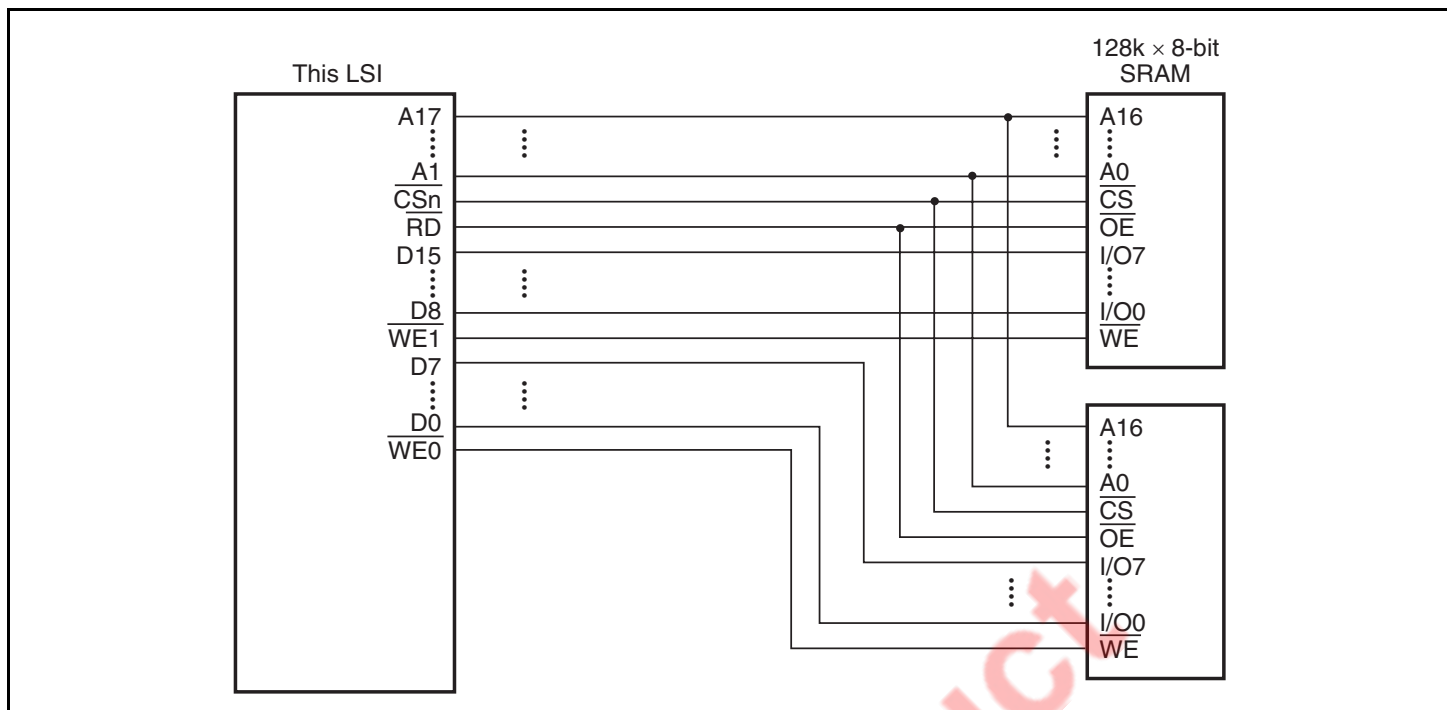 This LSI
A17
A1
CSn
RD
D15
D8
WE1
D7
D0
WE0
128k × 8-bit
SRAM
A16
A0
CS
OE
I/O7
I/O0
WE
A16
A0
CS
OE
I/O7
I/O0
WE
uct